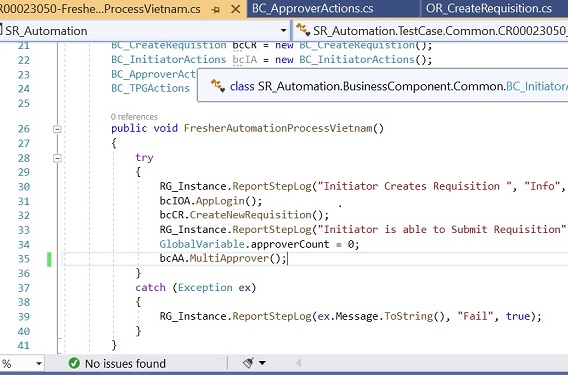 R00023050-Freshe...ProcessVietnam.cs
BC_ApproverActions.cs
OR_CreateRequisition.cs
SR_Automation
SR_Automation.TestCase.Common.CR00023050_
21 BC_CreateRequistion bcCR = new BC_CreateRequistion();
22 BC_InitiatorActions bcIA = new BC_InitiatorActions();
23 BC_ApproverAct
24 BC_TPGActions
class SR_Automation.BusinessComponent.Common.BC_Initiator
25
0 references
26 public void FresherAutomationProcessVietnam()
27 {
28 try
29 {
30 RG_Instance.ReportStepLog("Initiator Creates Requisition ", "Info",
31 bcIOA.AppLogin();
32 bcCR.CreateNewRequisition();
33 RG_Instance.ReportStepLog("Initiator is able to Submit Requisition"
34 GlobalVariable.approverCount = 0;
35 bcAA.MultiApprover();
36 }
37 catch (Exception ex)
38 {
39 RG_Instance.ReportStepLog(ex.Message.ToString(), "Fail", true);
40 }
41 }
% No issues found